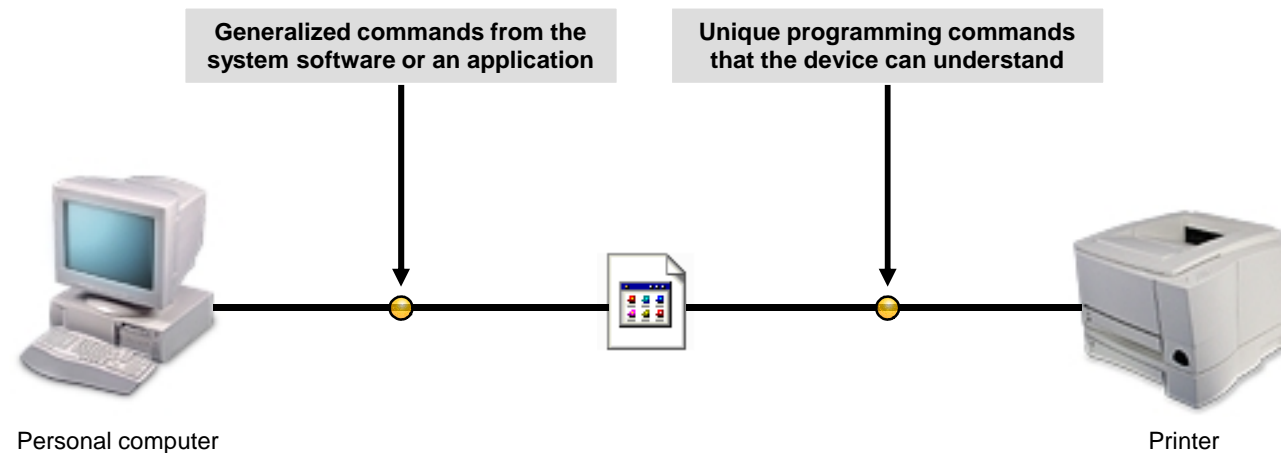 Generalized commands from the
system software or an application
Unique programming commands
that the device can understand
Personal computer
Printer